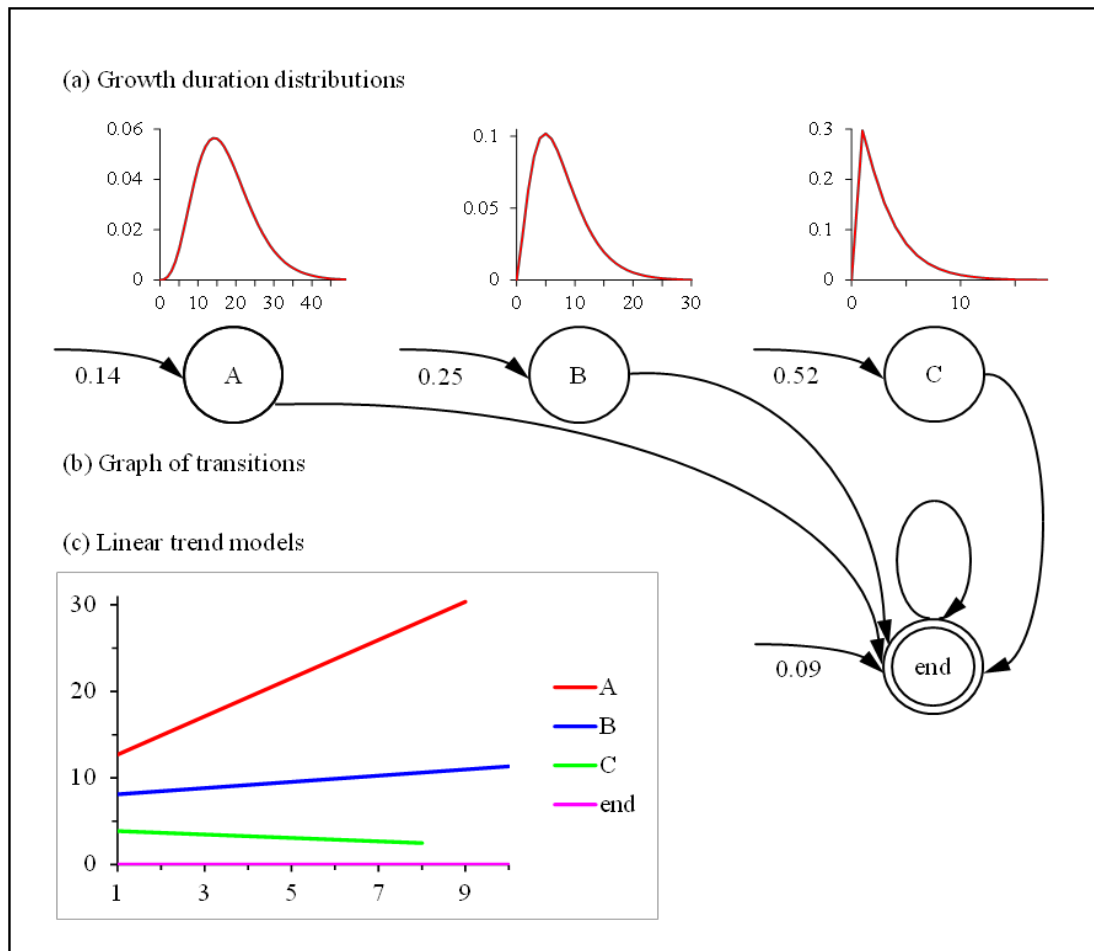 (a) Growth duration distributions
0.06
0.04
0.02
0
0 10 20 30 40
0.1
0.05
0
0 10 20 30
0.3
0.2
0.1
0
0 10
0.14 A 0.25 B 0.52 C
(b) Graph of transitions
(c) Linear trend models
30
20
10
0
1 3 5 7 9
A
B
C
end
0.09 end